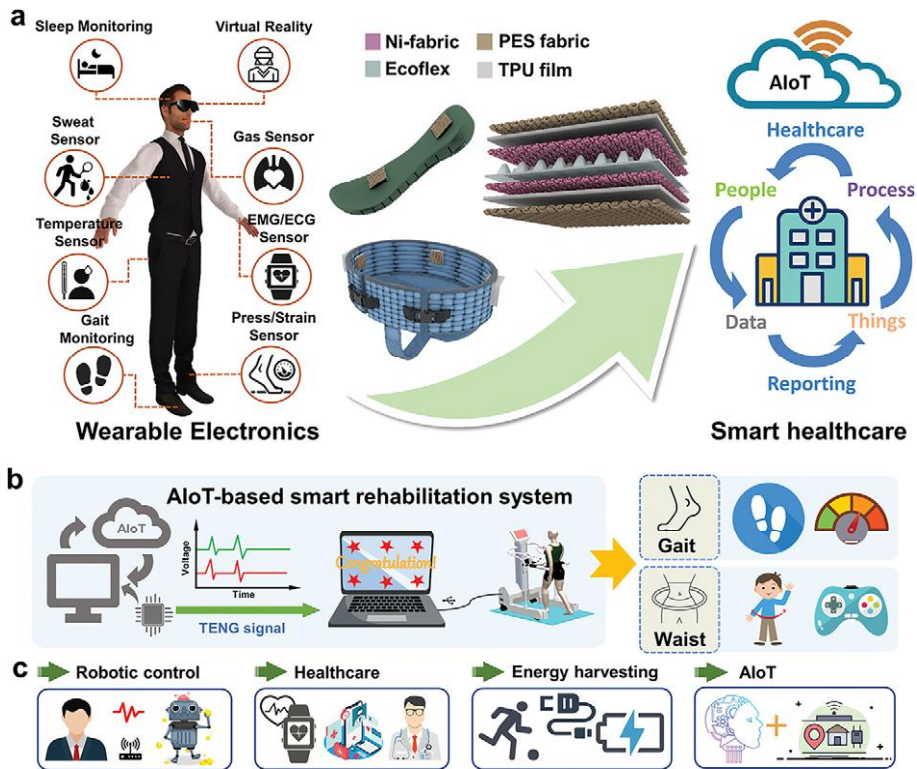 a
Sleep Monitoring
Virtual Reality
Sweat
Sensor
Gas Sensor
Temperature
Sensor
EMG/ECG
Sensor
Gait
Monitoring
Press/Strain
Sensor
Wearable Electronics
Ni-fabric
PES fabric
Ecoflex
TPU film
AIoT
Healthcare
People
Process
Data
Things
Reporting
Smart healthcare
b
AIoT-based smart rehabilitation system
AIoT
Voltage
Time
TENG signal
Congratulation!
Gait
Waist
c
Robotic control
Healthcare
Energy harvesting
AIoT